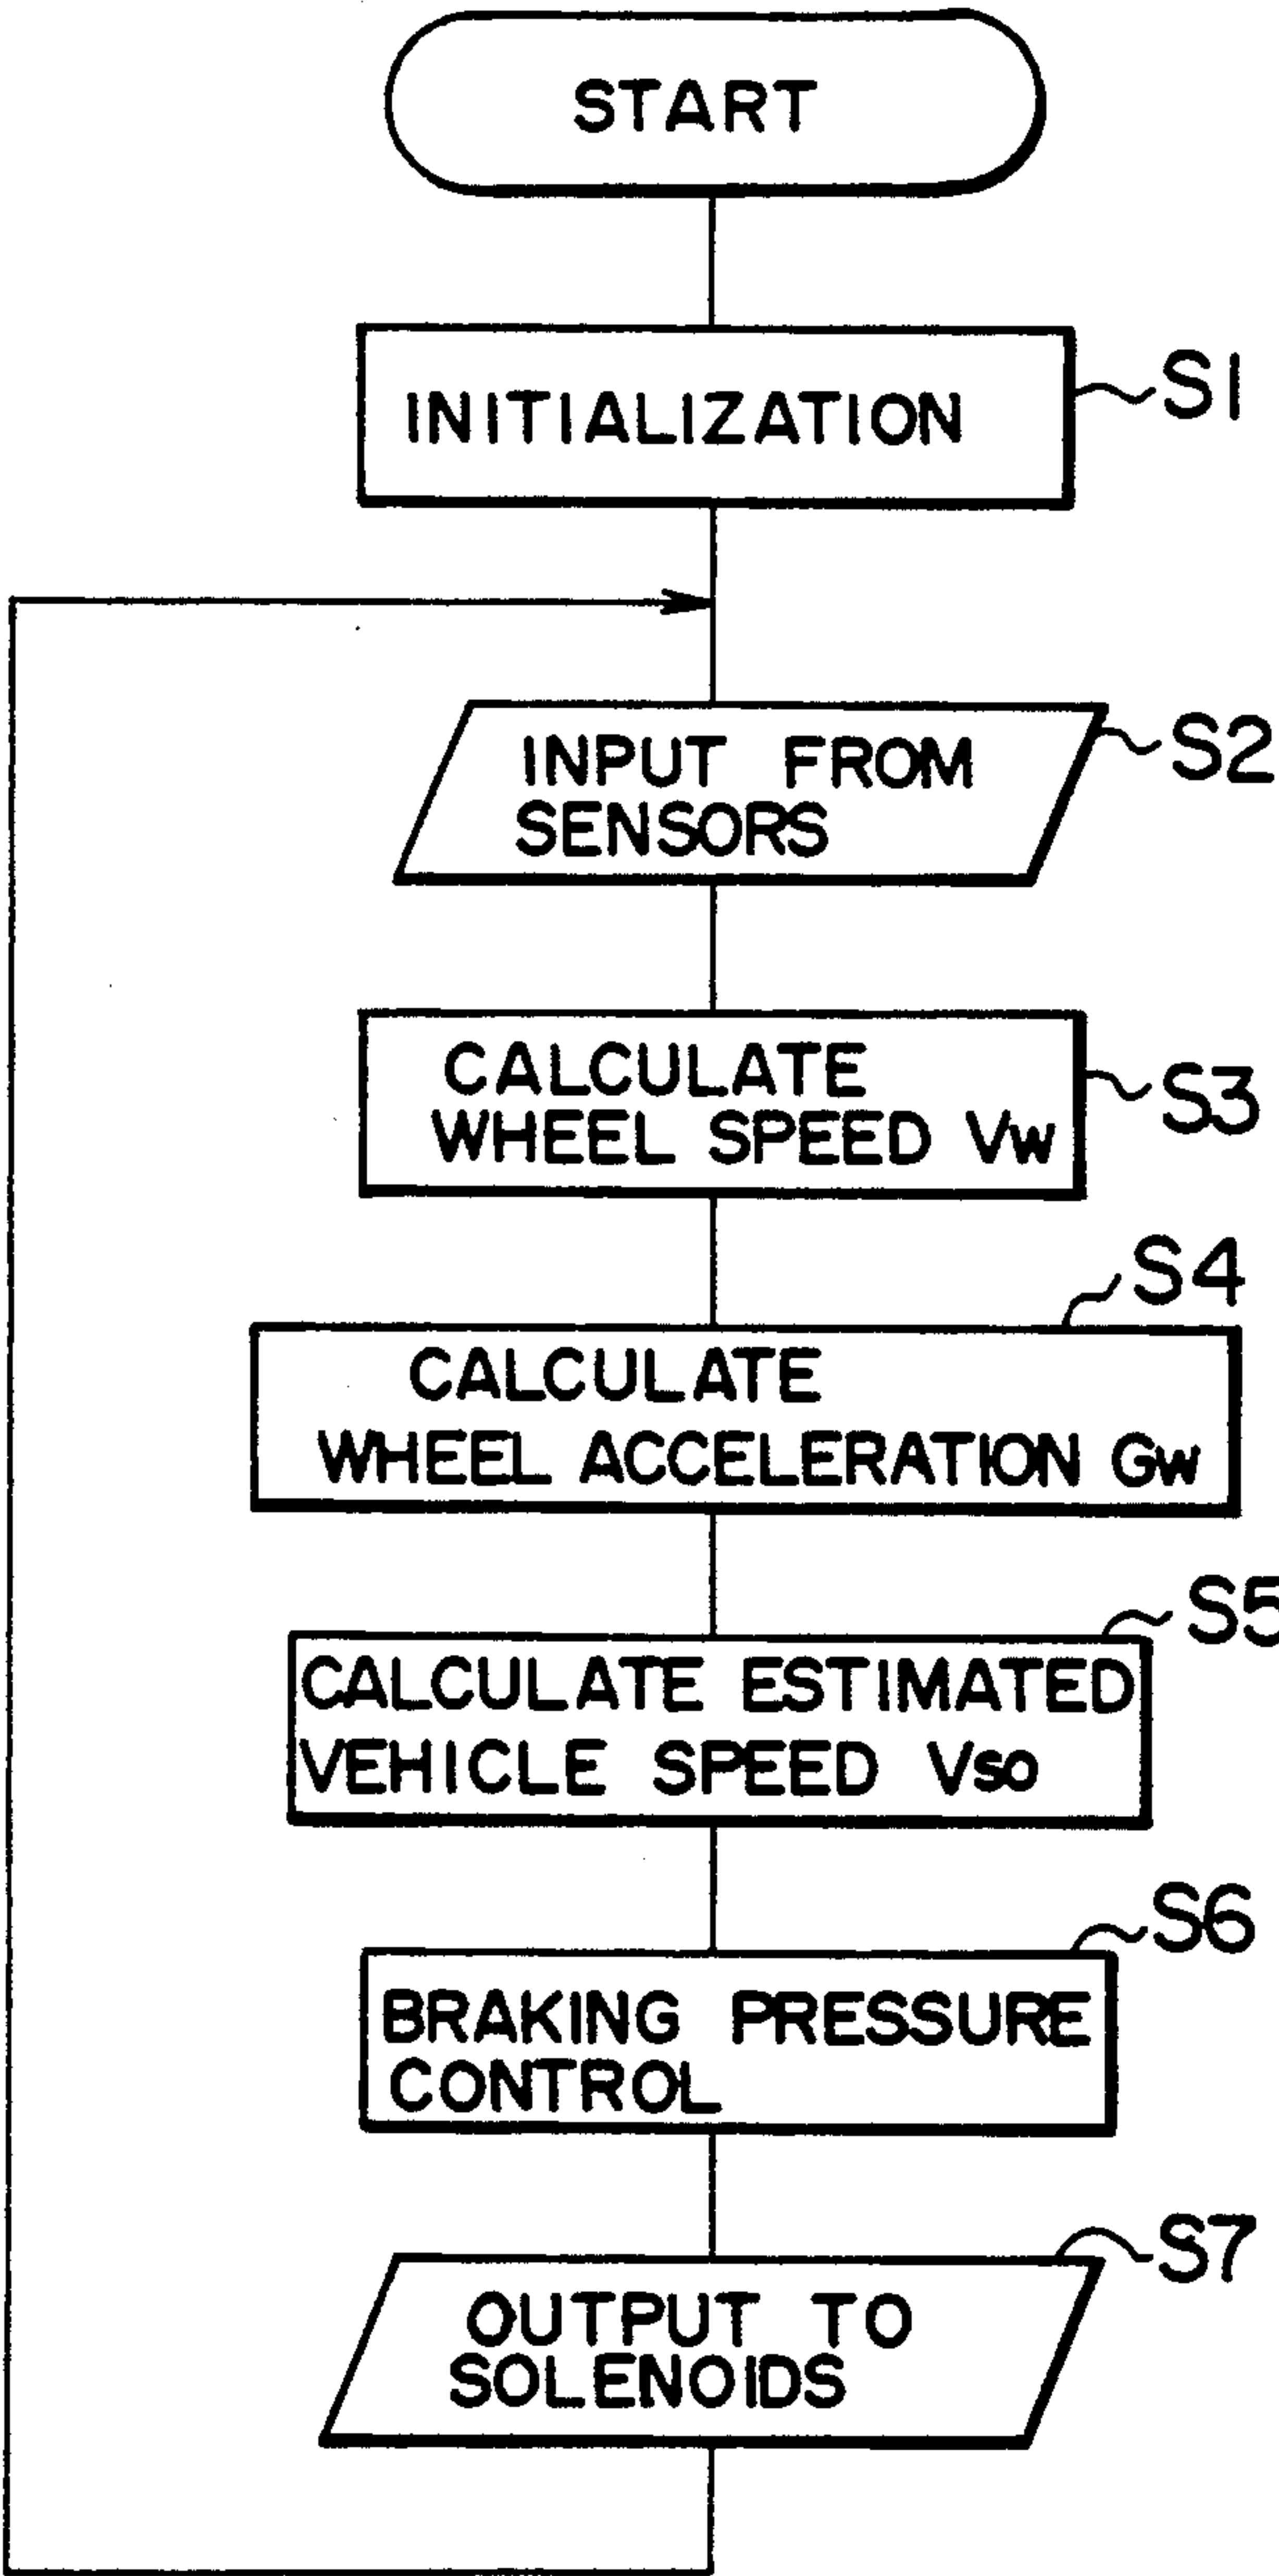 START
INITIALIZATION
S1
INPUT FROM
SENSORS
S2
CALCULATE
WHEEL SPEED Vw
S3
S4
CALCULATE
WHEEL ACCELERATION Gw
S5
CALCULATE ESTIMATED
VEHICLE SPEED Vso
S6
BRAKING PRESSURE
CONTROL
S7
OUTPUT TO
SOLENOIDS